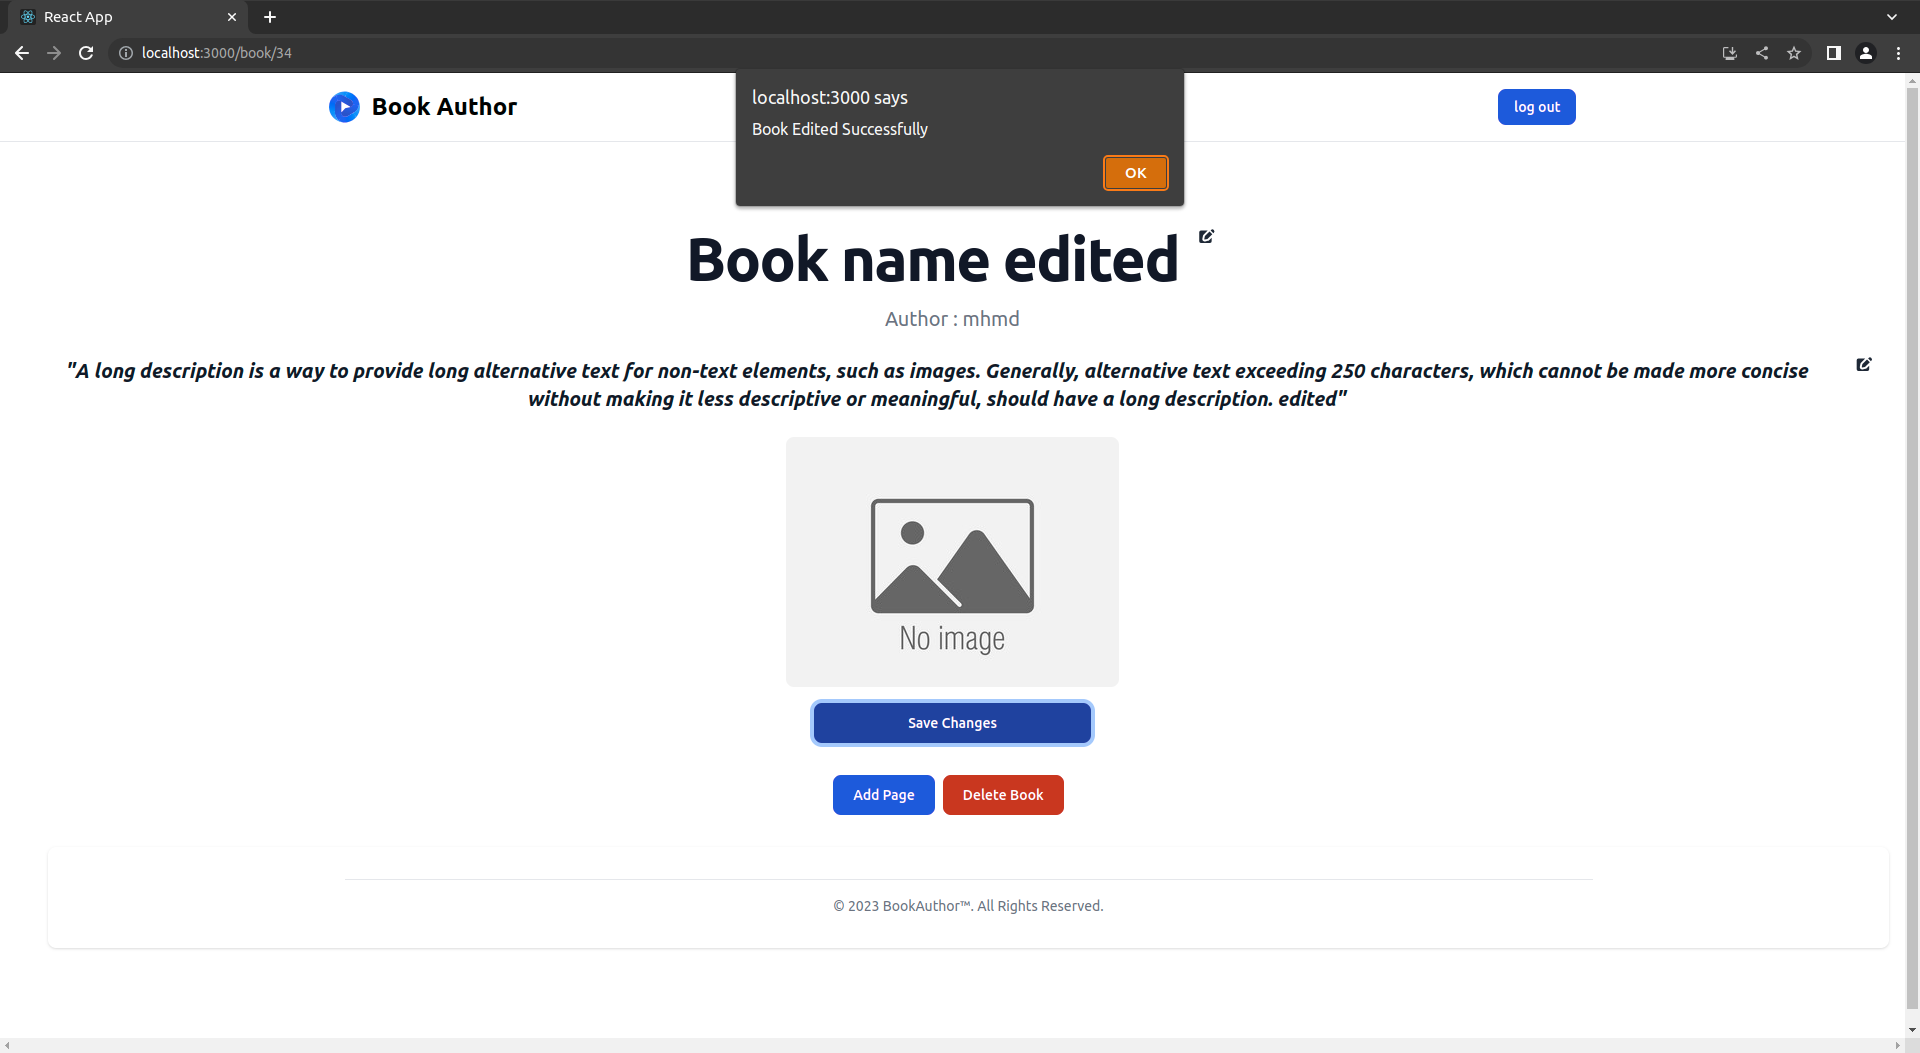 React App
localhost:3000/book/34
Book Author
log out
localhost:3000 says
Book Edited Successfully
OK
Book name edited
Author : mhmd
"A long description is a way to provide long alternative text for non-text elements, such as images. Generally, alternative text exceeding 250 characters, which cannot be made more concise
without making it less descriptive or meaningful, should have a long description. edited"
No image
Save Changes
Add Page
Delete Book
© 2023 BookAuthor™. All Rights Reserved.